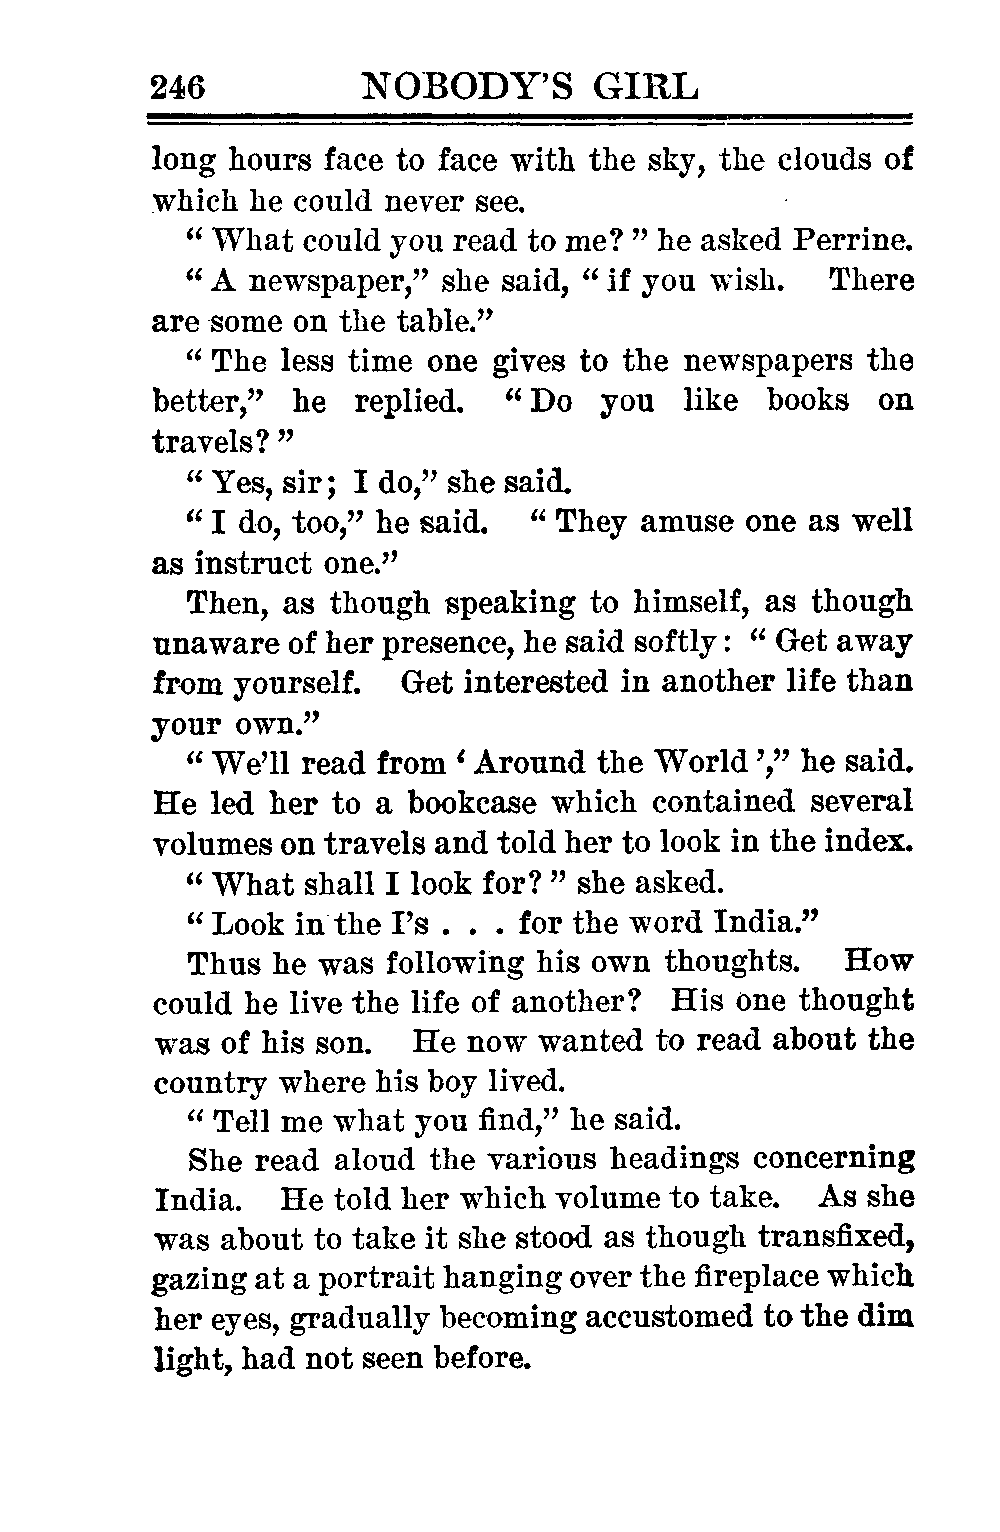 246 NOBODY'S GIRL
long hours face to face with the sky, the clouds of
which he could never see.
“ What could you read to me? ” he asked Perrine.
“ A newspaper,” she said, “ if you wish. There
are some on the table.”
“ The less time one gives to the newspapers the
better,” he replied. “ Do you like books on
travels? ”
“ Yes, sir; I do,” she said.
“ I do, too,” he said. “ They amuse one as well
as instruct one.”
Then, as though speaking to himself, as though
unaware of her presence, he said softly: “ Get away
from yourself. Get interested in another life than
your own.”
“ We'll read from ‘ Around the World ’,” he said.
He led her to a bookcase which contained several
volumes on travels and told her to look in the index.
“ What shall I look for? ” she asked.
“ Look in the I's . . . for the word India.”
Thus he was following his own thoughts. How
could he live the life of another? His one thought
was of his son. He now wanted to read about the
country where his boy lived.
“ Tell me what you find,” he said.
She read aloud the various headings concerning
India. He told her which volume to take. As she
was about to take it she stood as though transfixed,
gazing at a portrait hanging over the fireplace which
her eyes, gradually becoming accustomed to the dim
light, had not seen before.